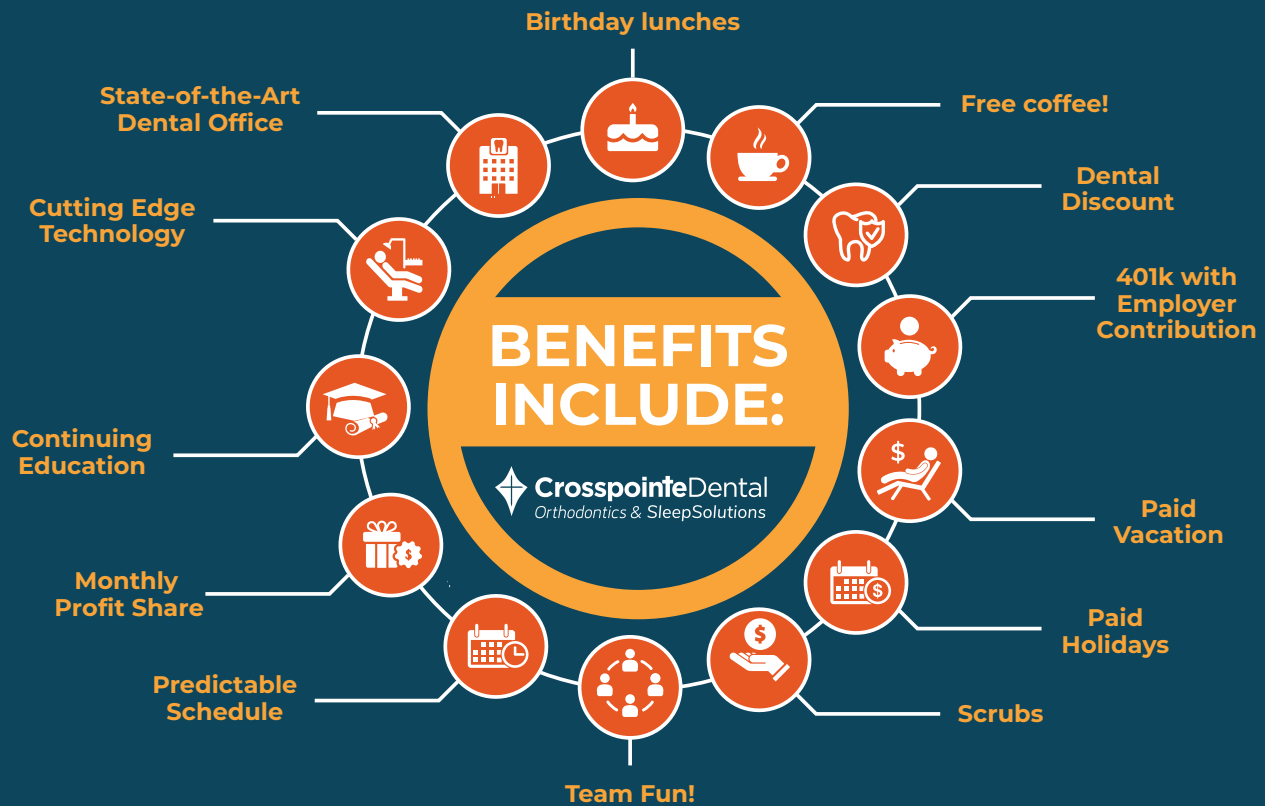 Birthday lunches
Free coffee!
Dental
Discount
401k with
Employer
Contribution
Paid
Vacation
Paid
Holidays
Scrubs
Team Fun!
Predictable
Schedule
Monthly
Profit Share
Continuing
Education
Cutting Edge
Technology
State-of-the-Art
Dental Office
BENEFITS
INCLUDE:
CrosspointeDental
Orthodontics & SleepSolutions
$
$
$
$